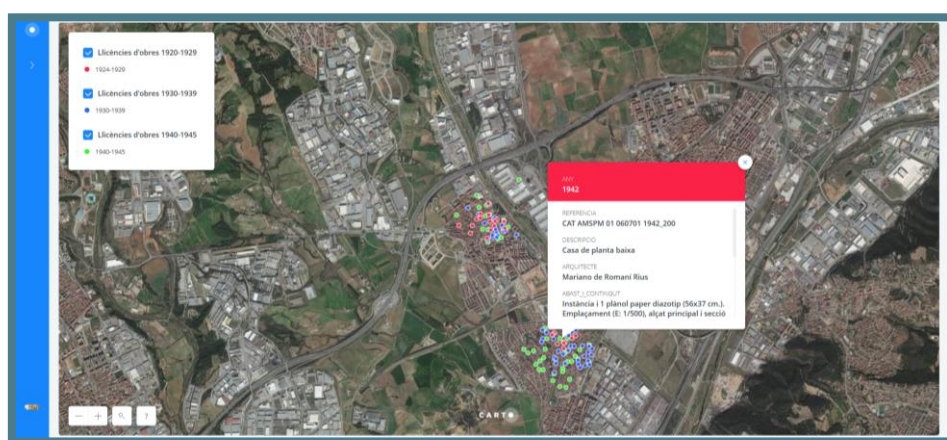 Llicències d'obres 1920-1929
1924-1929
Llicències d'obres 1930-1939
1930-1939
Llicències d'obres 1940-1945
1940-1945
ANY
1942
REFERENCIA
CAT AMSPM 01 060701 1942_200
DESCRIPCIÓ
Casa de planta baixa
ARQUITECTE
Mariano de Romaní Rius
ABAST_I_CONTINGUT
Instància i 1 plànol paper diazotip (56x37 cm.).
Emplaçament (E: 1/500), alçat principal i secció
?
CARTO